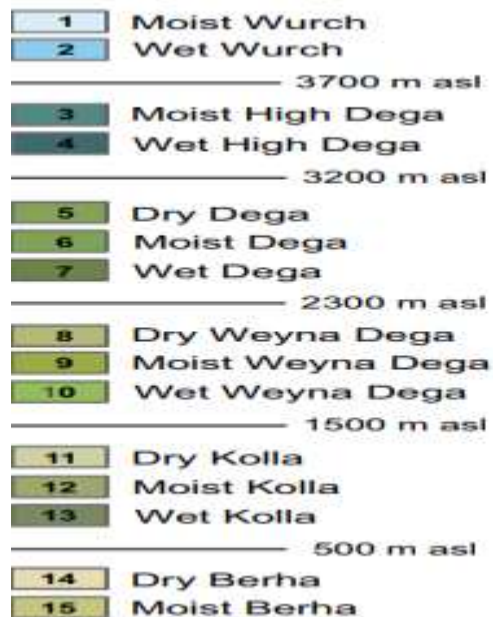 1 Moist Wurch
2 Wet Wurch
3700 m asl
3 Moist High Dega
4 Wet High Dega
3200 m asl
5 Dry Dega
6 Moist Dega
7 Wet Dega
2300 m asl
8 Dry Weyna Dega
9 Moist Weyna Dega
10 Wet Weyna Dega
1500 m asl
11 Dry Kolla
12 Moist Kolla
13 Wet Kolla
500 m asl
14 Dry Berha
15 Moist Berha